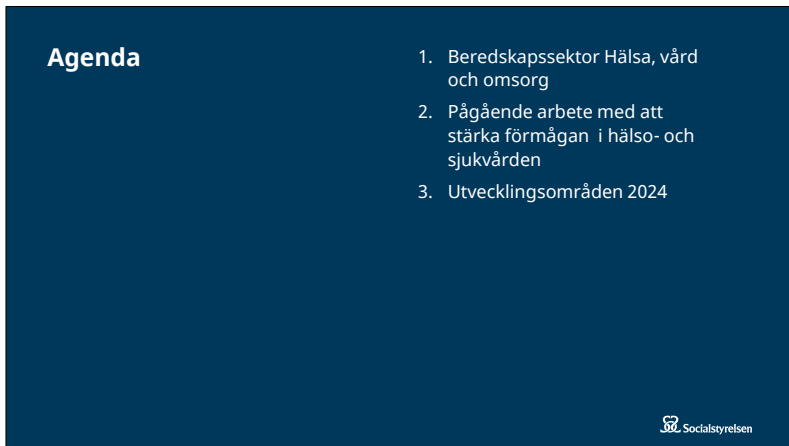 Agenda
1. Beredskapssektor Hälsa, vård
och omsorg
2. Pågående arbete med att
stärka förmågan i hälso- och
sjukvården
3. Utvecklingsområden 2024
Socialstyrelsen